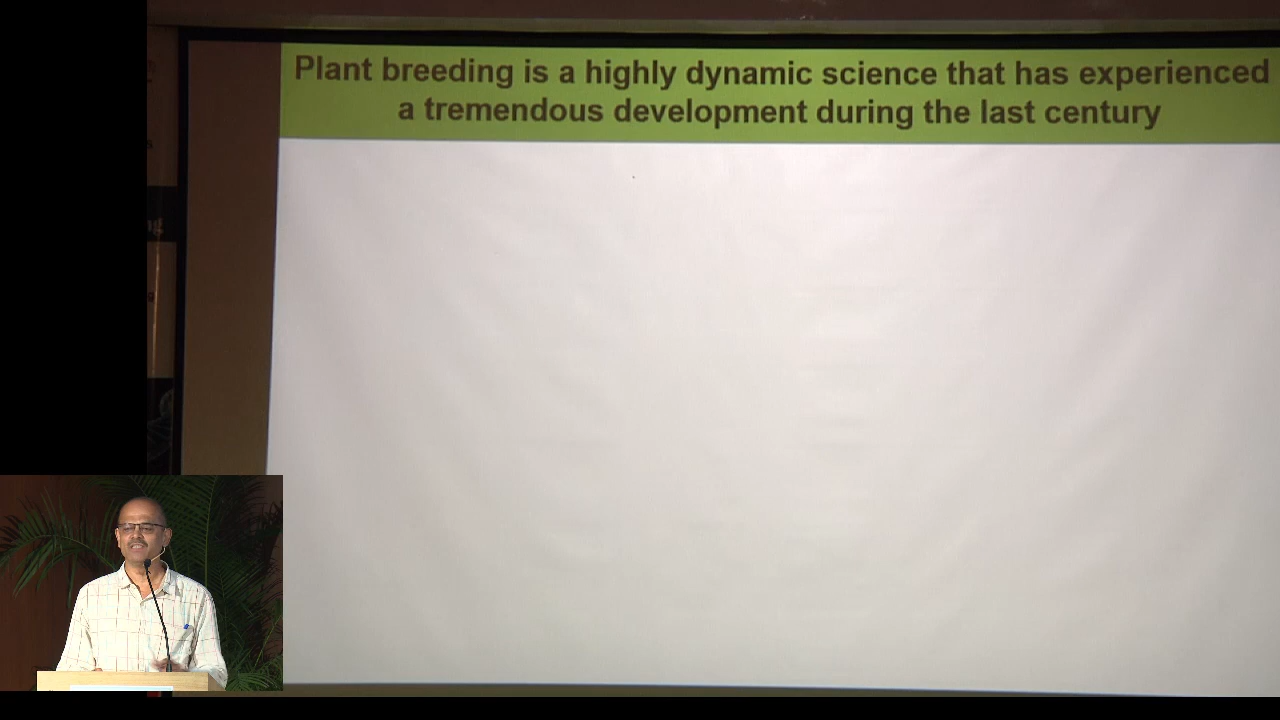 Plant breeding is a highly dynamic science that has experienced
a tremendous development during the last century